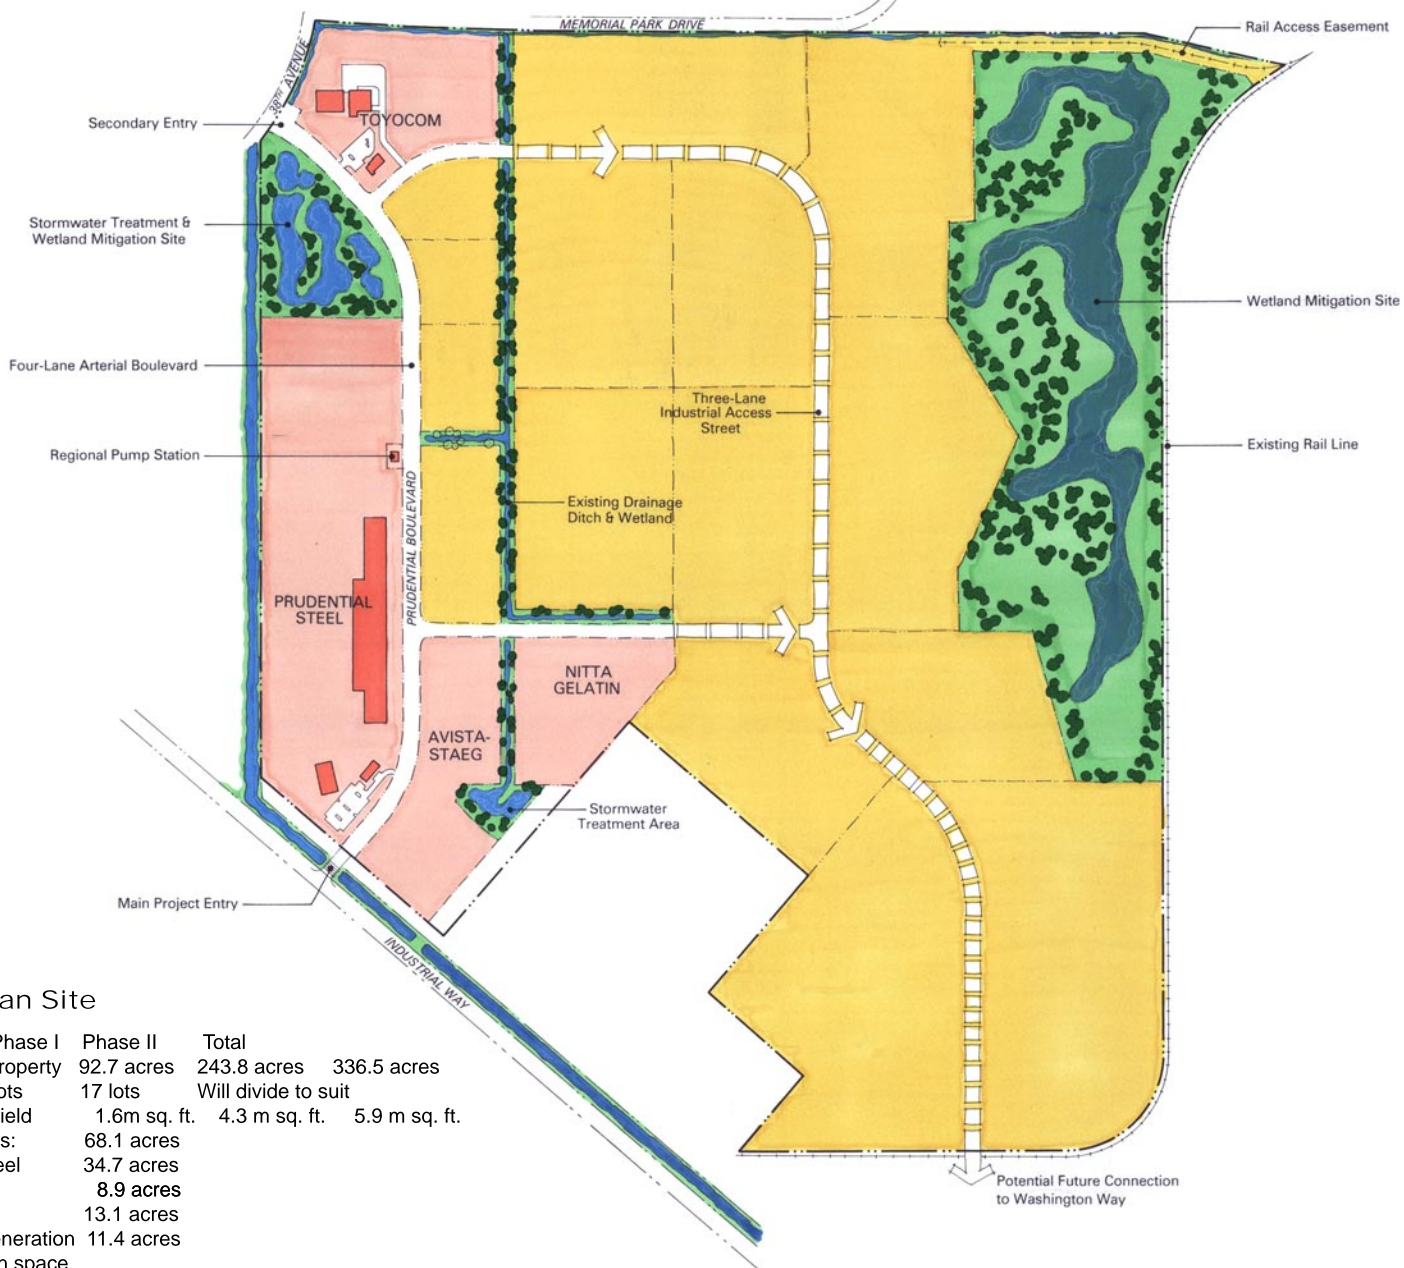 MEMORIAL PARK DRIVE
Rail Access Easement
38TH AVENUE
Secondary Entry
TOYOCOM
Stormwater Treatment &
Wetland Mitigation Site
Wetland Mitigation Site
Four-Lane Arterial Boulevard
Three-Lane
Industrial Access
Street
Regional Pump Station
Existing Rail Line
PRUDENTIAL BOULEVARD
Existing Drainage
Ditch & Wetland
PRUDENTIAL
STEEL
NITTA
GELATIN
AVISTA-
STAEG
Stormwater
Treatment Area
Main Project Entry
INDUSTRIAL WAY
Potential Future Connection
to Washington Way
an Site
Phase I Phase II Total
roperty 92.7 acres 243.8 acres 336.5 acres
ots 17 lots Will divide to suit
ield 1.6m sq. ft. 4.3 m sq. ft. 5.9 m sq. ft.
s: 68.1 acres
eel 34.7 acres
8.9 acres
13.1 acres
neration 11.4 acres
n space